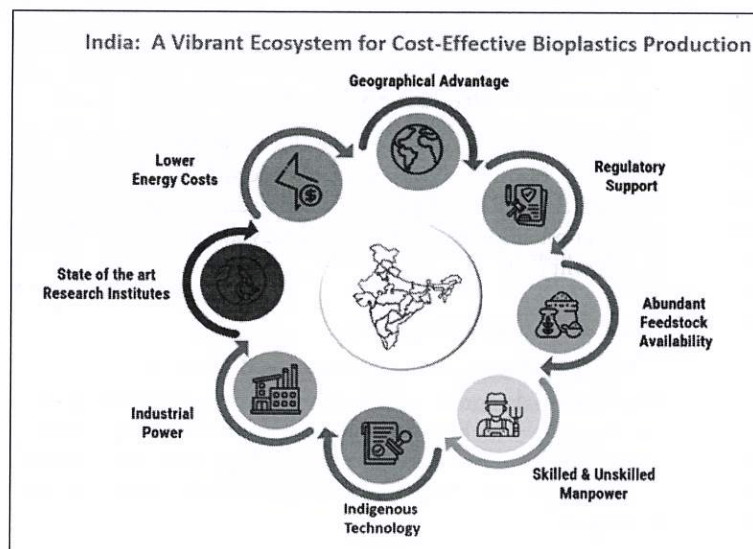 India: A Vibrant Ecosystem for Cost-Effective Bioplastics Production
Geographical Advantage
Regulatory
Support
Abundant
Feedstock
Availability
Skilled & Unskilled
Manpower
Indigenous
Technology
Industrial
Power
State of the art
Research Institutes
Lower
Energy Costs
$